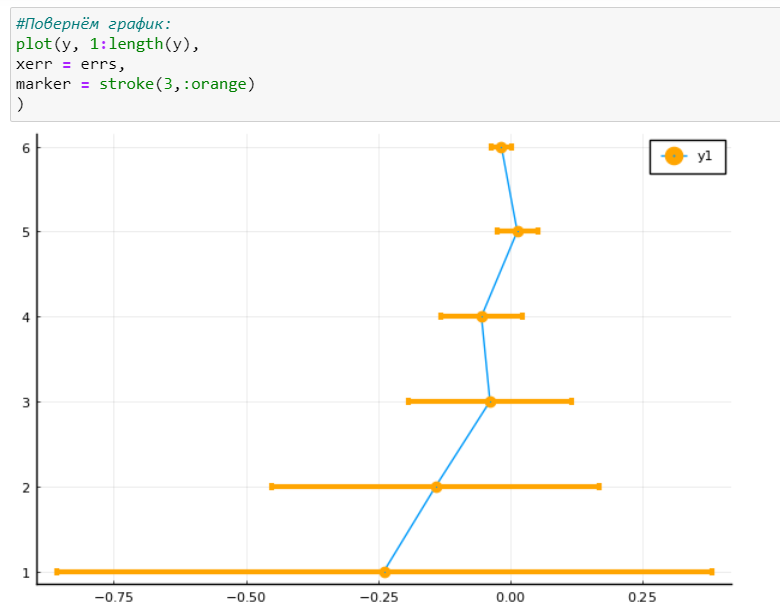 #Повернём график:
plot(y, 1:length(y),
xerr = errs,
marker = stroke(3,:orange)
)
6
y1
5
4
3
2
1
−0.75 −0.50 −0.25 0.00 0.25